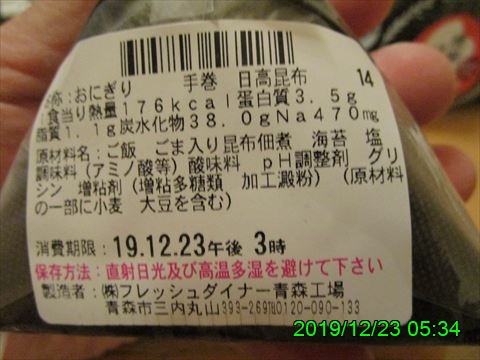 名称:おにぎり 手巻 日高昆布 14
1食当り熱量176kcal蛋白質3.5g
脂質1.1g炭水化物38.0gNa470mg
原材料名:ご飯 ごま入り昆布佃煮 海苔 塩
調味料(アミノ酸等)酸味料 pH調整剤 グリ
シン 増粘剤(増粘多糖類 加工澱粉)(原材料
の一部に小麦 大豆を含む)
消費期限:19.12.23午後 3時
保存方法:直射日光及び高温多湿を避けて下さい
製造者:㈱フレッシュダイナー青森工場
青森市三内丸山393-269℡0120-090-133
2019/12/23 05:34